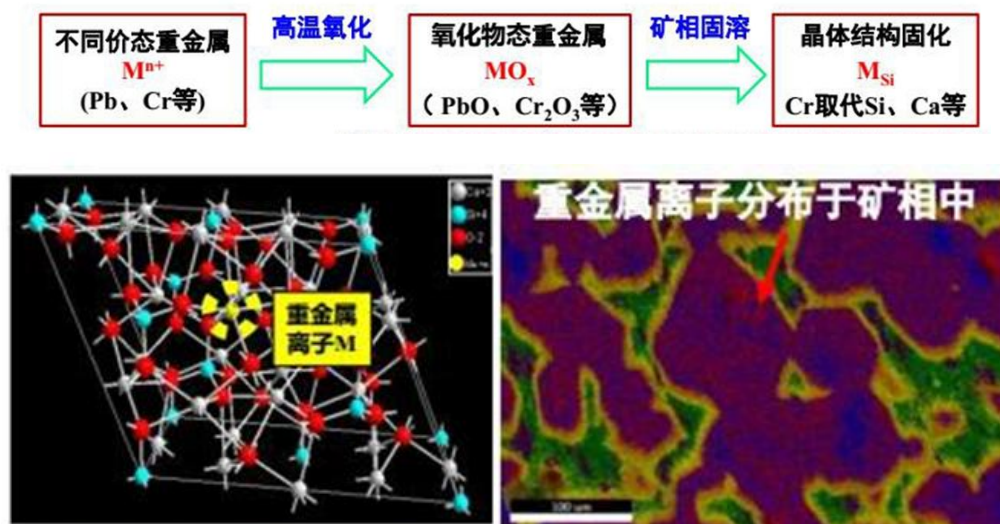 不同价态重金属
Mⁿ⁺
(Pb、Cr等)
高温氧化
氧化物态重金属
MOₓ
（PbO、Cr₂O₃等）
矿相固溶
晶体结构固化
M_Si
Cr取代Si、Ca等
O-2
重金属
离子M
重金属离子分布于矿相中
100 um